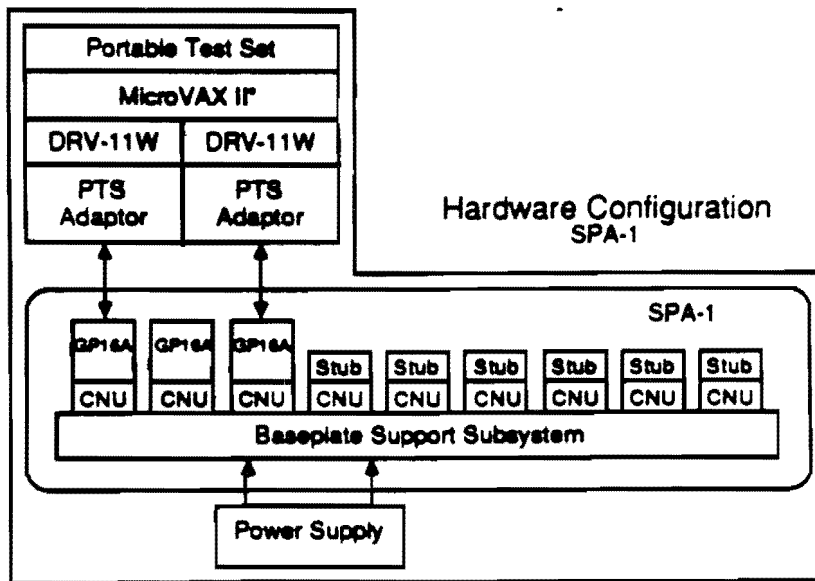 Portable Test Set
MicroVAX II*
DRV-11W DRV-11W
PTS Adaptor PTS Adaptor
Hardware Configuration
SPA-1
SPA-1
GP16A GP16A GP16A
Stub Stub Stub Stub Stub Stub
CNU CNU CNU CNU CNU CNU CNU CNU CNU
Baseplate Support Subsystem
Power Supply